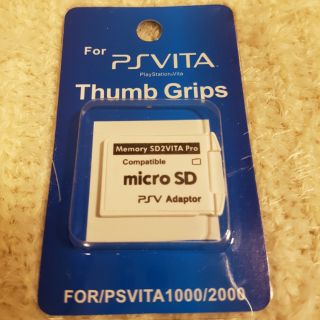 For PSVITA
PlayStation®Vita
Thumb Grips
Memory SD2VITA Pro
Compatible
micro SD
PSV Adaptor
FOR/PSVITA1000/2000